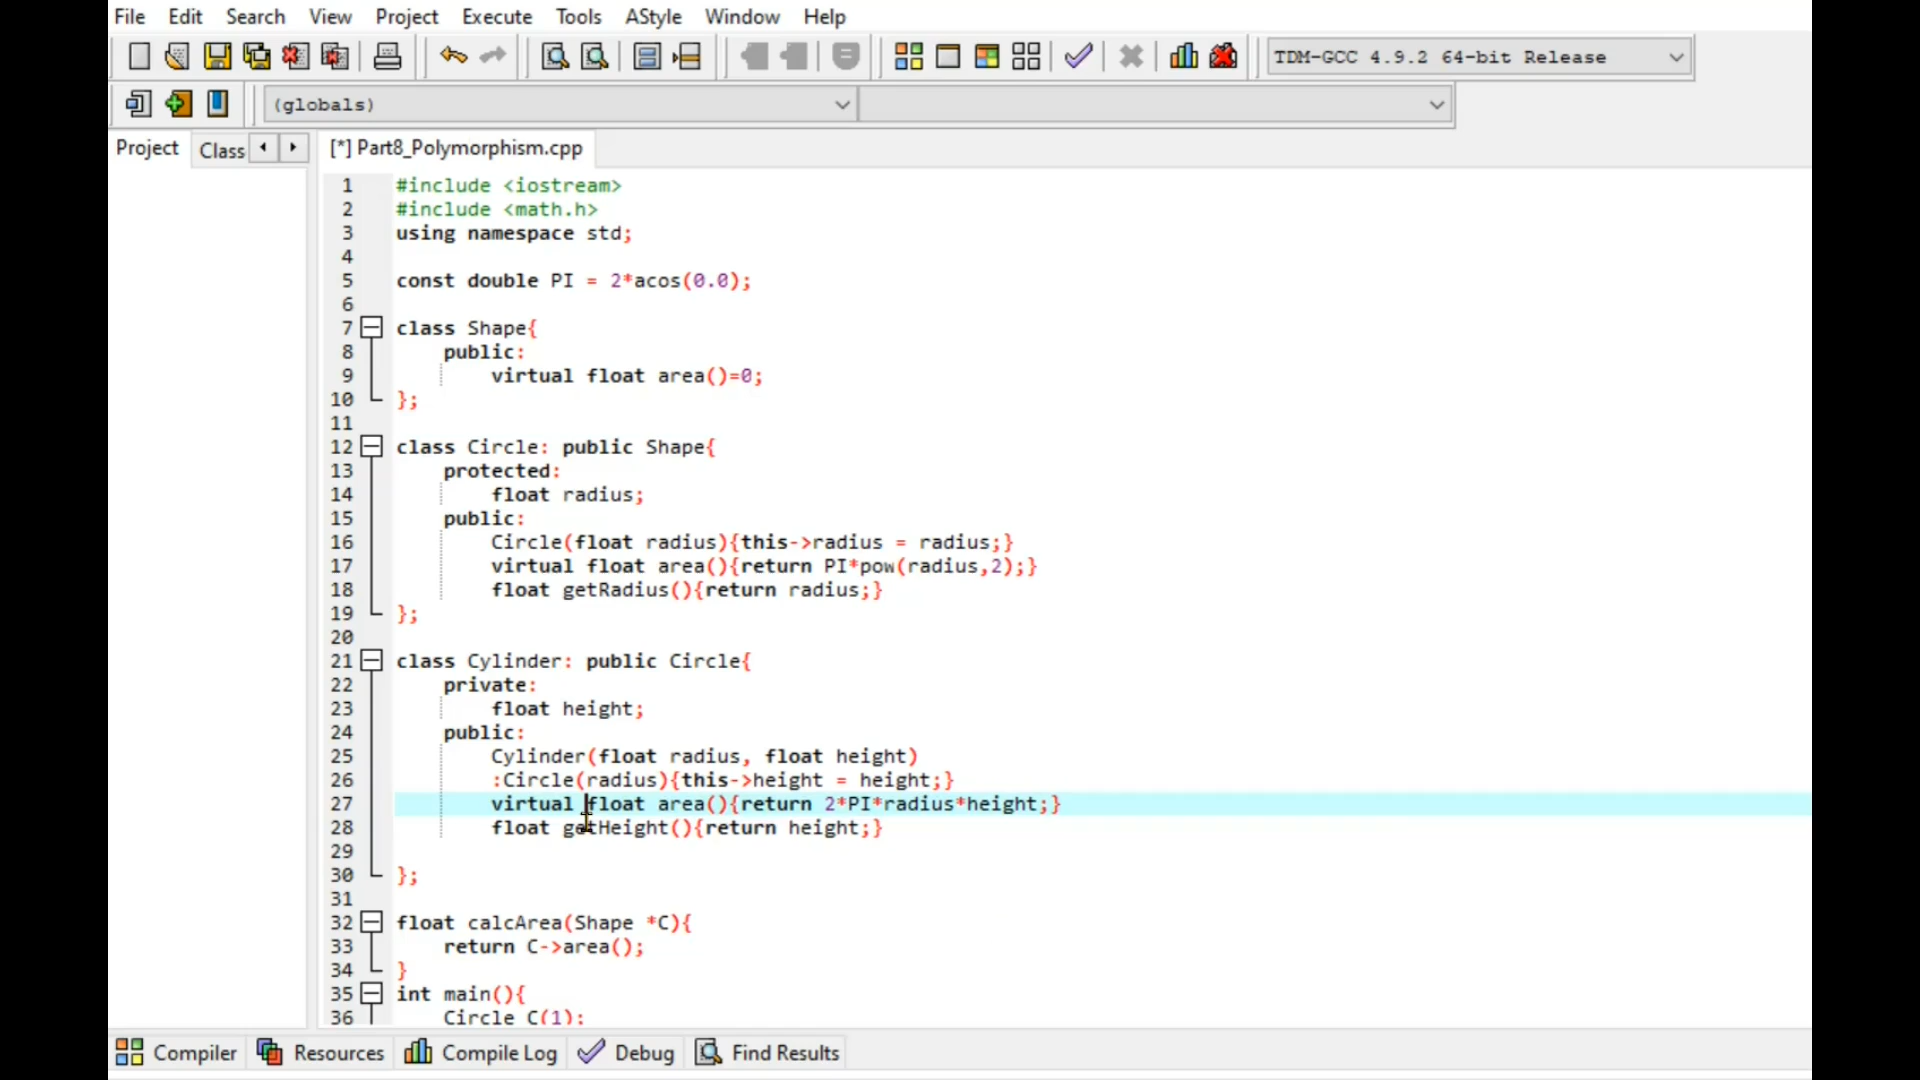 File Edit Search View Project Execute Tools AStyle Window Help
TDM-GCC 4.9.2 64-bit Release
(globals)
Project Class [*] Part8_Polymorphism.cpp
1 #include <iostream>
2 #include <math.h>
3 using namespace std;
4
5 const double PI = 2*acos(0.0);
6
7 class Shape{
8 public:
9 virtual float area()=0;
10 };
11
12 class Circle: public Shape{
13 protected:
14 float radius;
15 public:
16 Circle(float radius){this->radius = radius;}
17 virtual float area(){return PI*pow(radius,2);}
18 float getRadius(){return radius;}
19 };
20
21 class Cylinder: public Circle{
22 private:
23 float height;
24 public:
25 Cylinder(float radius, float height)
26 :Circle(radius){this->height = height;}
27 virtual float area(){return 2*PI*radius*height;}
28 float getHeight(){return height;}
29
30 };
31
32 float calcArea(Shape *C){
33 return C->area();
34 }
35 int main(){
36 Circle C(1);
Compiler Resources Compile Log Debug Find Results